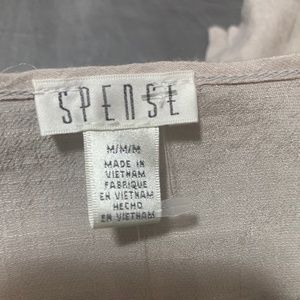 SPENSE
M/M/M
MADE IN
VIETNAM
FABRIQUE
EN VIETNAM
HECHO
EN VIETNAM